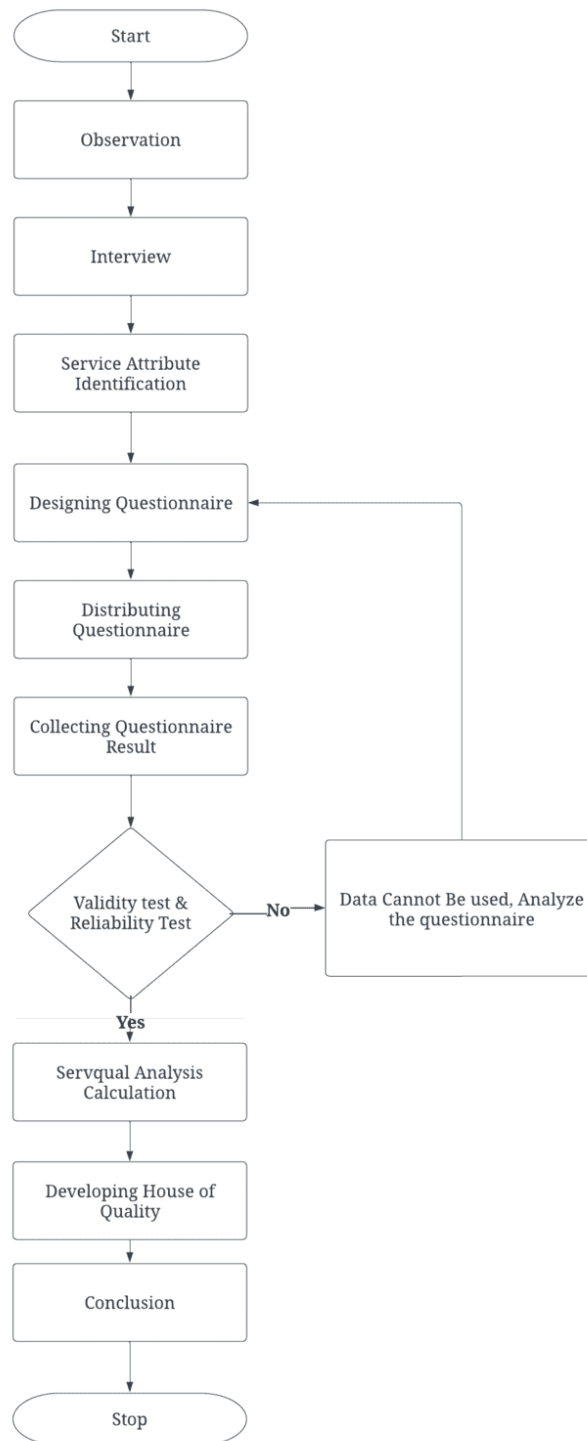 Start
Observation
Interview
Service Attribute
Identification
Designing Questionnaire
Distributing
Questionnaire
Collecting Questionnaire
Result
Validity test &
Reliability Test
No
Data Cannot Be used, Analyze
the questionnaire
Yes
Servqual Analysis
Calculation
Developing House of
Quality
Conclusion
Stop